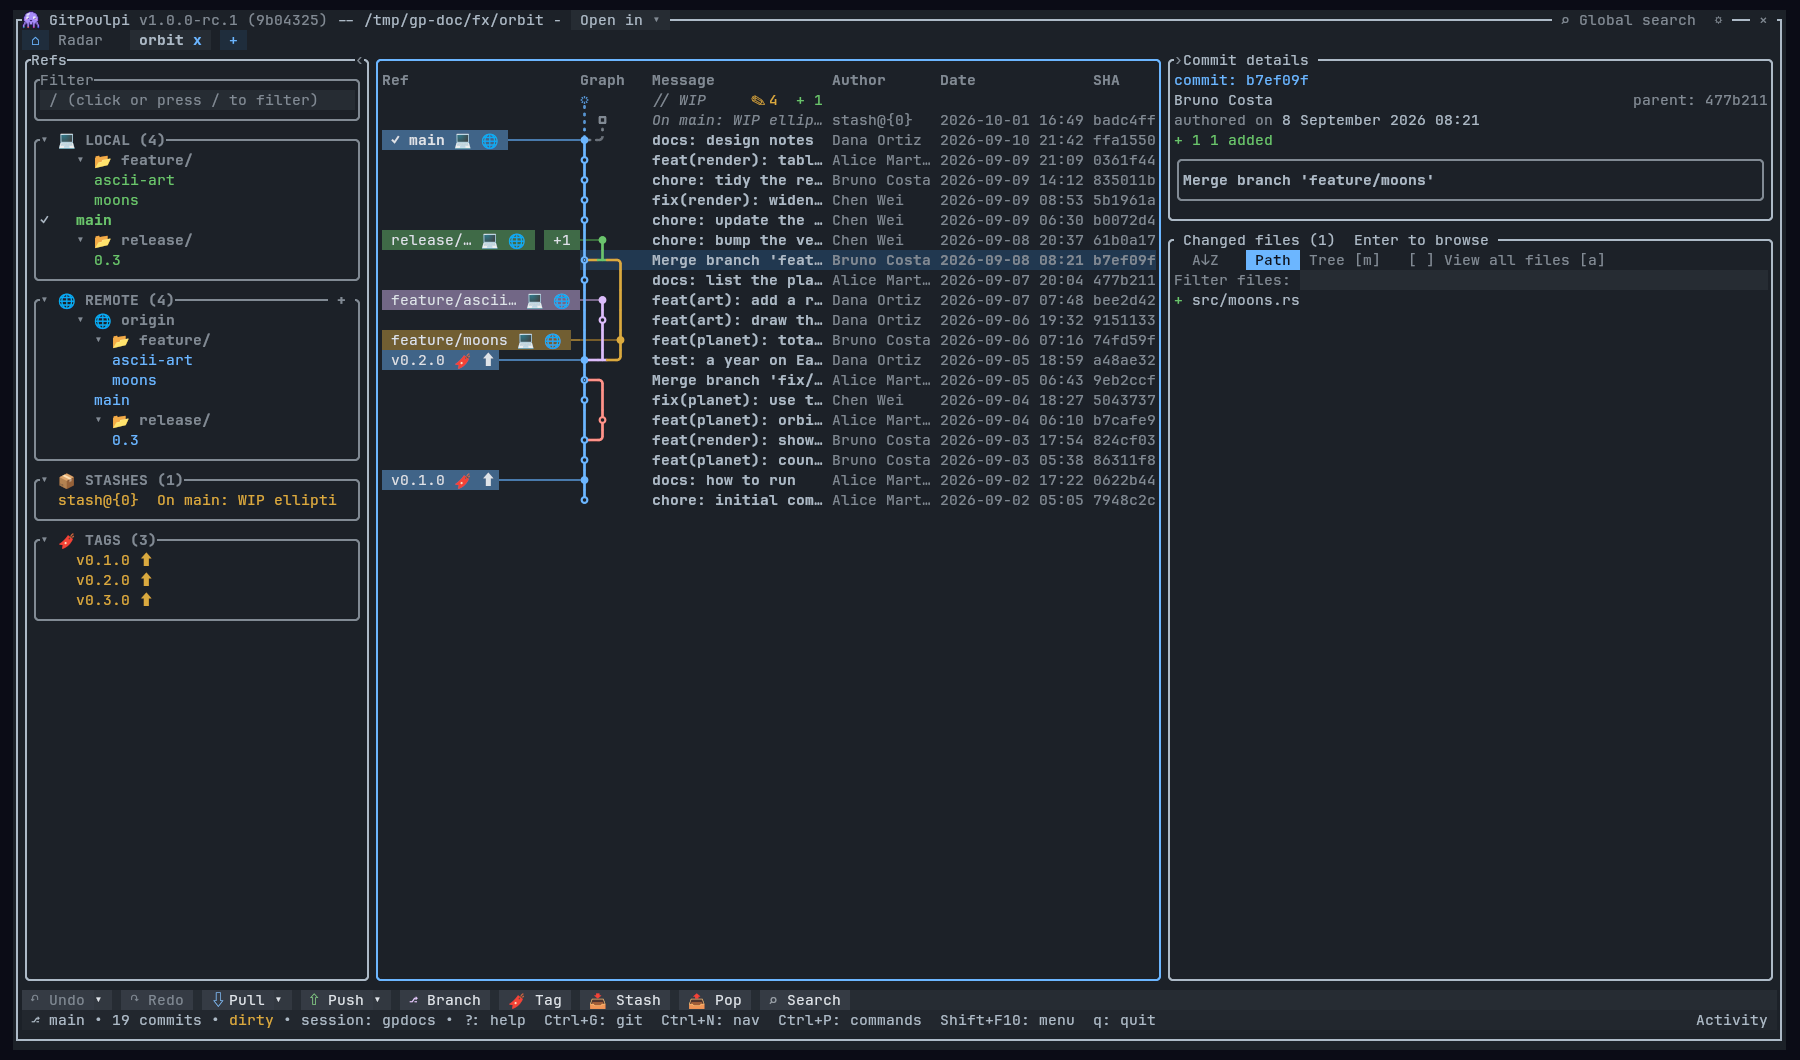 GitPoulpi v1.0.0-rc.1 (9b04325) -- /tmp/gp-doc/fx/orbit - Open in ▾ ⌕ Global search ☼ ×
⌂ Radar orbit x +
Refs ‹
Filter
/ (click or press / to filter)
▾ 💻 LOCAL (4)
▾ 📂 feature/
ascii-art
moons
✓ main
▾ 📂 release/
0.3
▾ 🌐 REMOTE (4) +
▾ 🌐 origin
▾ 📂 feature/
ascii-art
moons
main
▾ 📂 release/
0.3
▾ 📦 STASHES (1)
stash@{0} On main: WIP ellipti
▾ 🧨 TAGS (3)
v0.1.0 ⬆
v0.2.0 ⬆
v0.3.0 ⬆
Ref Graph Message Author Date SHA
// WIP ✎4 + 1
On main: WIP ellip… stash@{0} 2026-10-01 16:49 badc4ff
✓ main 💻 🌐 docs: design notes Dana Ortiz 2026-09-10 21:42 ffa1550
feat(render): tabl… Alice Mart… 2026-09-09 21:09 0361f44
chore: tidy the re… Bruno Costa 2026-09-09 14:12 835011b
fix(render): widen… Chen Wei 2026-09-09 08:53 5b1961a
chore: update the … Chen Wei 2026-09-09 06:30 b0072d4
release/… 💻 🌐 +1 chore: bump the ve… Chen Wei 2026-09-08 20:37 61b0a17
Merge branch 'feat… Bruno Costa 2026-09-08 08:21 b7ef09f
docs: list the pla… Alice Mart… 2026-09-07 20:04 477b211
feature/ascii… 💻 🌐 feat(art): add a r… Dana Ortiz 2026-09-07 07:48 bee2d42
feat(art): draw th… Dana Ortiz 2026-09-06 19:32 9151133
feature/moons 💻 🌐 feat(planet): tota… Bruno Costa 2026-09-06 07:16 74fd59f
v0.2.0 🧨 ⬆ test: a year on Ea… Dana Ortiz 2026-09-05 18:59 a48ae32
Merge branch 'fix/… Alice Mart… 2026-09-05 06:43 9eb2ccf
fix(planet): use t… Chen Wei 2026-09-04 18:27 5043737
feat(planet): orbi… Alice Mart… 2026-09-04 06:10 b7cafe9
feat(render): show… Bruno Costa 2026-09-03 17:54 824cf03
feat(planet): coun… Bruno Costa 2026-09-03 05:38 86311f8
v0.1.0 🧨 ⬆ docs: how to run Alice Mart… 2026-09-02 17:22 0622b44
chore: initial com… Alice Mart… 2026-09-02 05:05 7948c2c
›Commit details
commit: b7ef09f
Bruno Costa parent: 477b211
authored on 8 September 2026 08:21
+ 1 1 added
Merge branch 'feature/moons'
Changed files (1) Enter to browse
A↓Z Path Tree [m] [ ] View all files [a]
Filter files:
+ src/moons.rs
↶ Undo ▾ ↷ Redo ⇩Pull ▾ ⇧ Push ▾ ⎇ Branch 🧨 Tag 📥 Stash 📤 Pop ⌕ Search
⎇ main • 19 commits • dirty • session: gpdocs • ?: help Ctrl+G: git Ctrl+N: nav Ctrl+P: commands Shift+F10: menu q: quit Activity